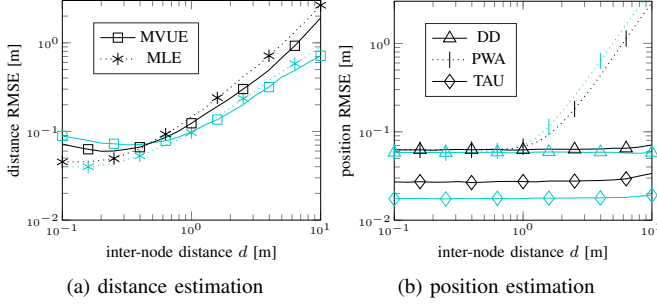 10^0
10^−1
10^−2
10^−1
10^0
10^1
distance RMSE [m]
inter-node distance d [m]
MVUE
MLE
(a) distance estimation
10^0
10^−1
10^−2
10^−1
10^0
10^1
position RMSE [m]
inter-node distance d [m]
DD
PWA
TAU
(b) position estimation